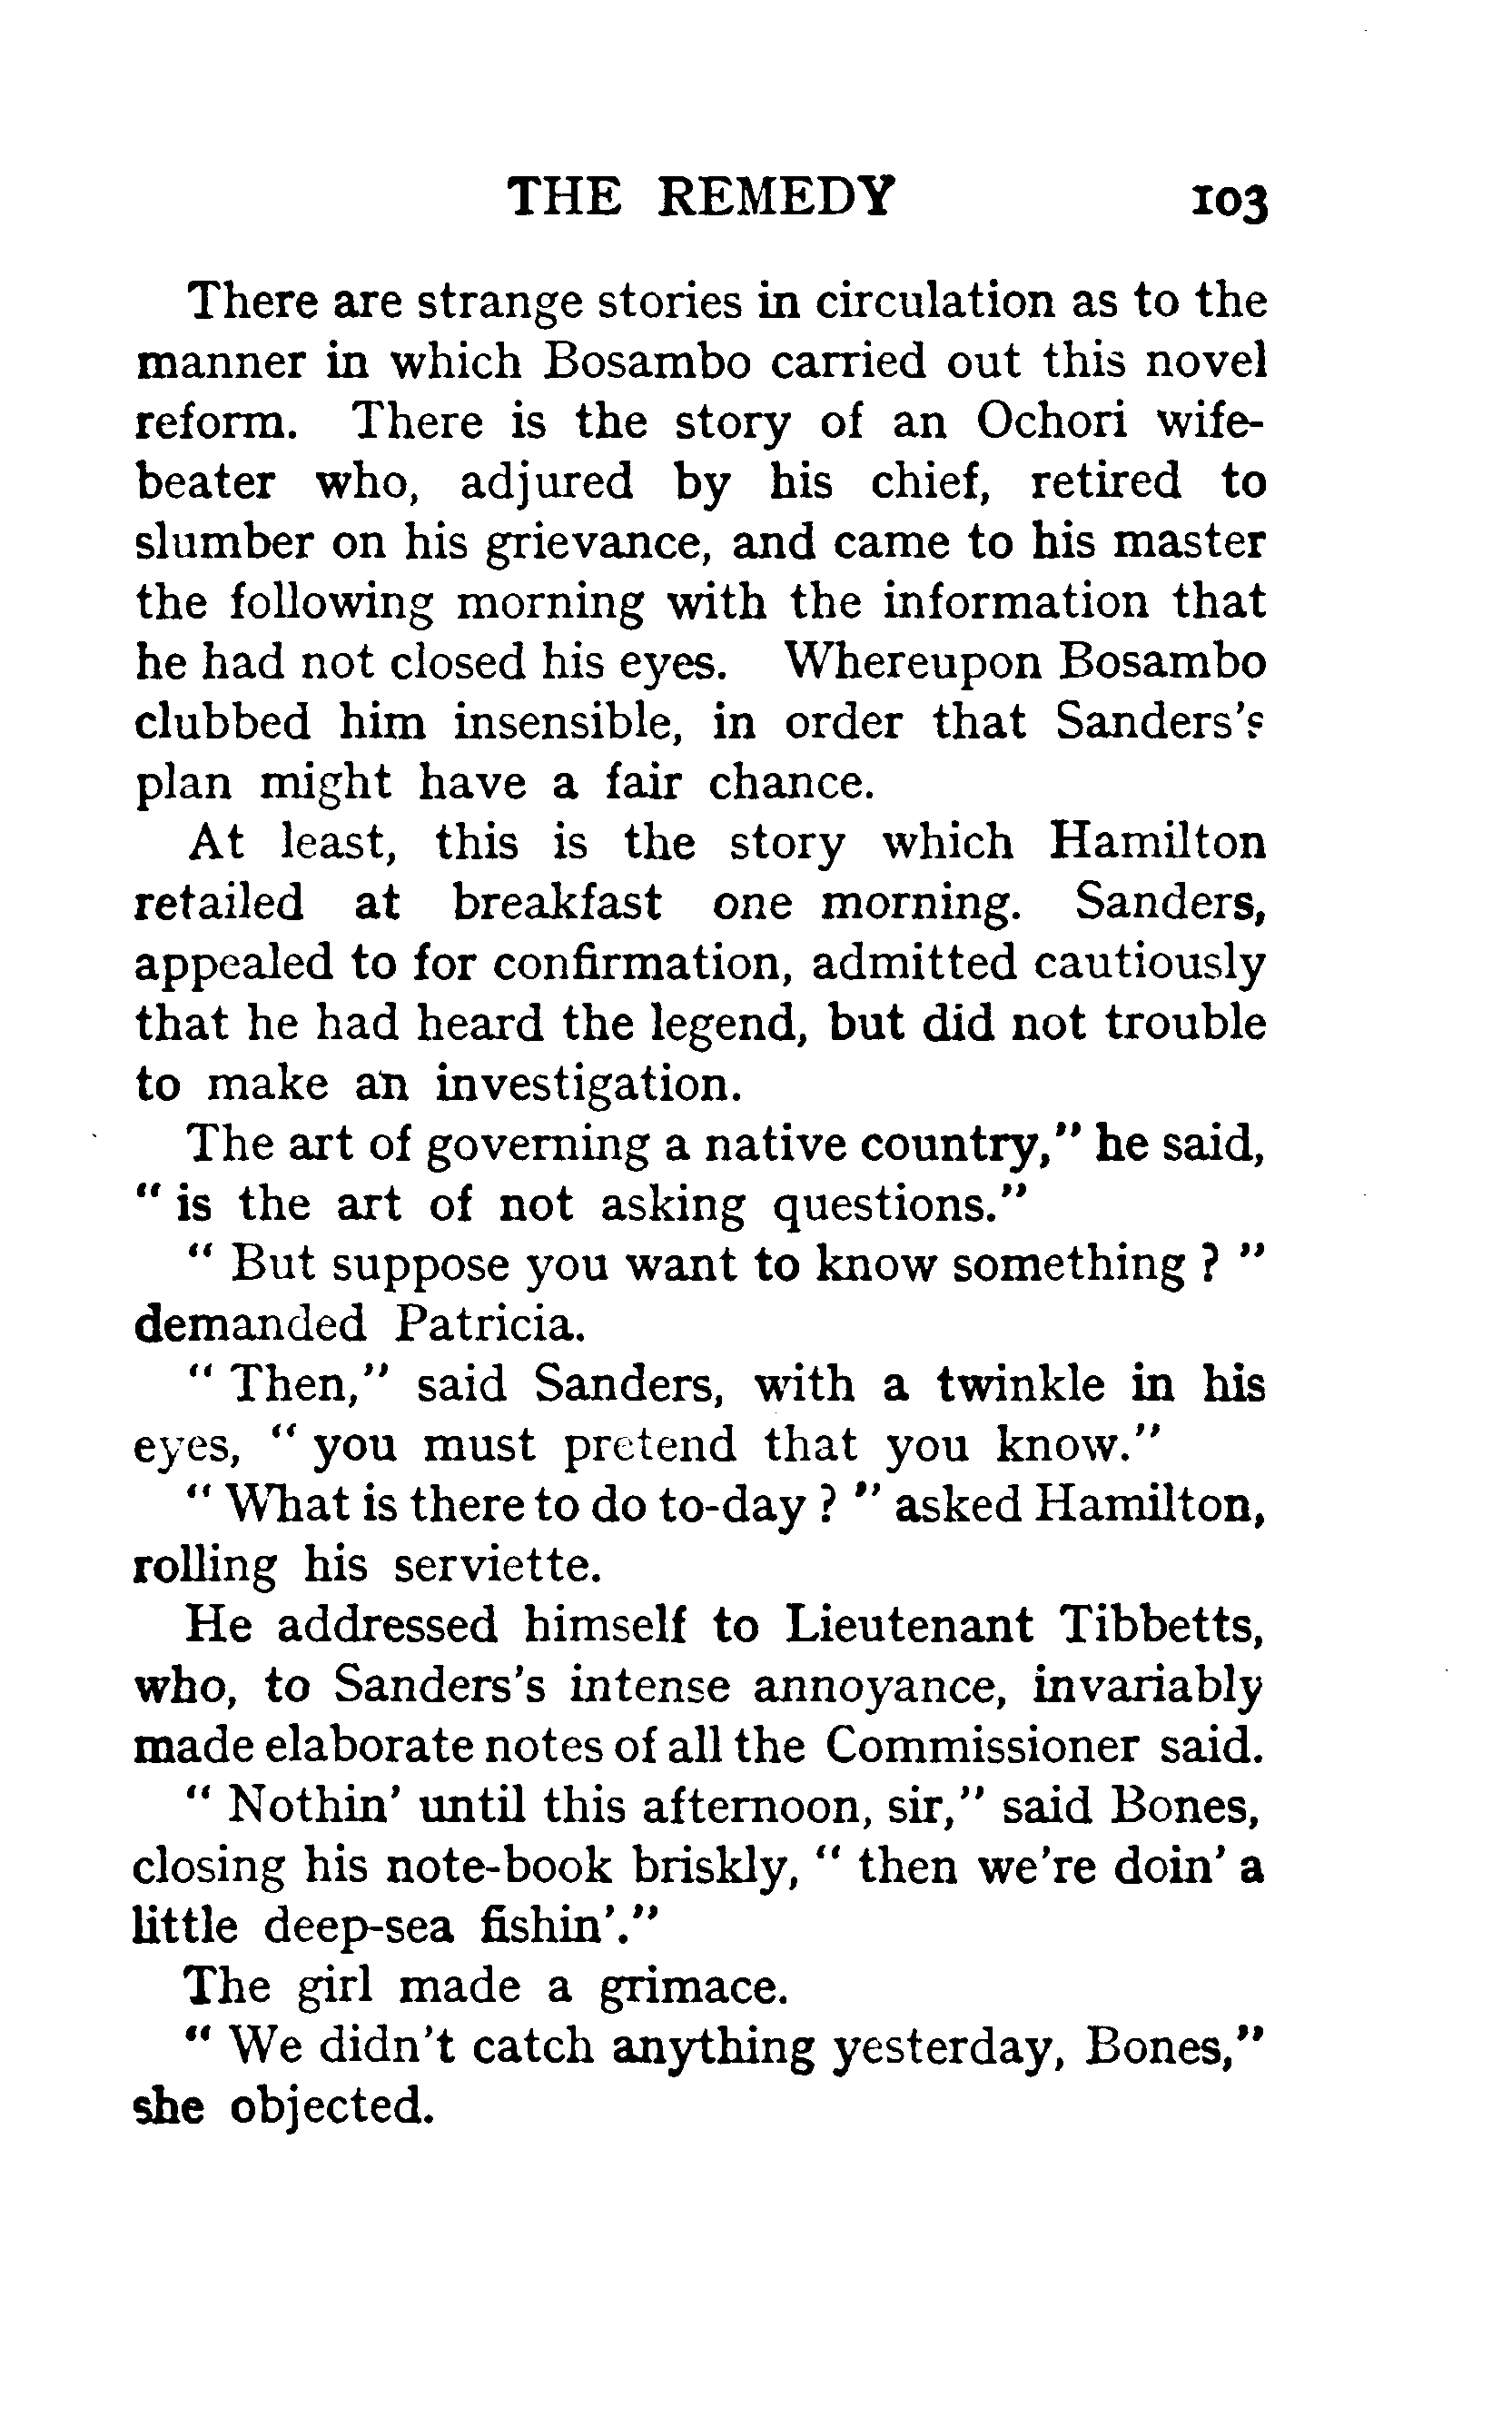 THE REMEDY 103
There are strange stories in circulation as to the
manner in which Bosambo carried out this novel
reform. There is the story of an Ochori wife-
beater who, adjured by his chief, retired to
slumber on his grievance, and came to his master
the following morning with the information that
he had not closed his eyes. Whereupon Bosambo
clubbed him insensible, in order that Sanders's
plan might have a fair chance.
At least, this is the story which Hamilton
retailed at breakfast one morning. Sanders,
appealed to for confirmation, admitted cautiously
that he had heard the legend, but did not trouble
to make an investigation.
The art of governing a native country," he said,
" is the art of not asking questions."
" But suppose you want to know something ? "
demanded Patricia.
" Then," said Sanders, with a twinkle in his
eyes, " you must pretend that you know."
" What is there to do to-day ? " asked Hamilton,
rolling his serviette.
He addressed himself to Lieutenant Tibbetts,
who, to Sanders's intense annoyance, invariably
made elaborate notes of all the Commissioner said.
" Nothin' until this afternoon, sir," said Bones,
closing his note-book briskly, " then we're doin' a
little deep-sea fishin'."
The girl made a grimace.
" We didn't catch anything yesterday, Bones,"
she objected.